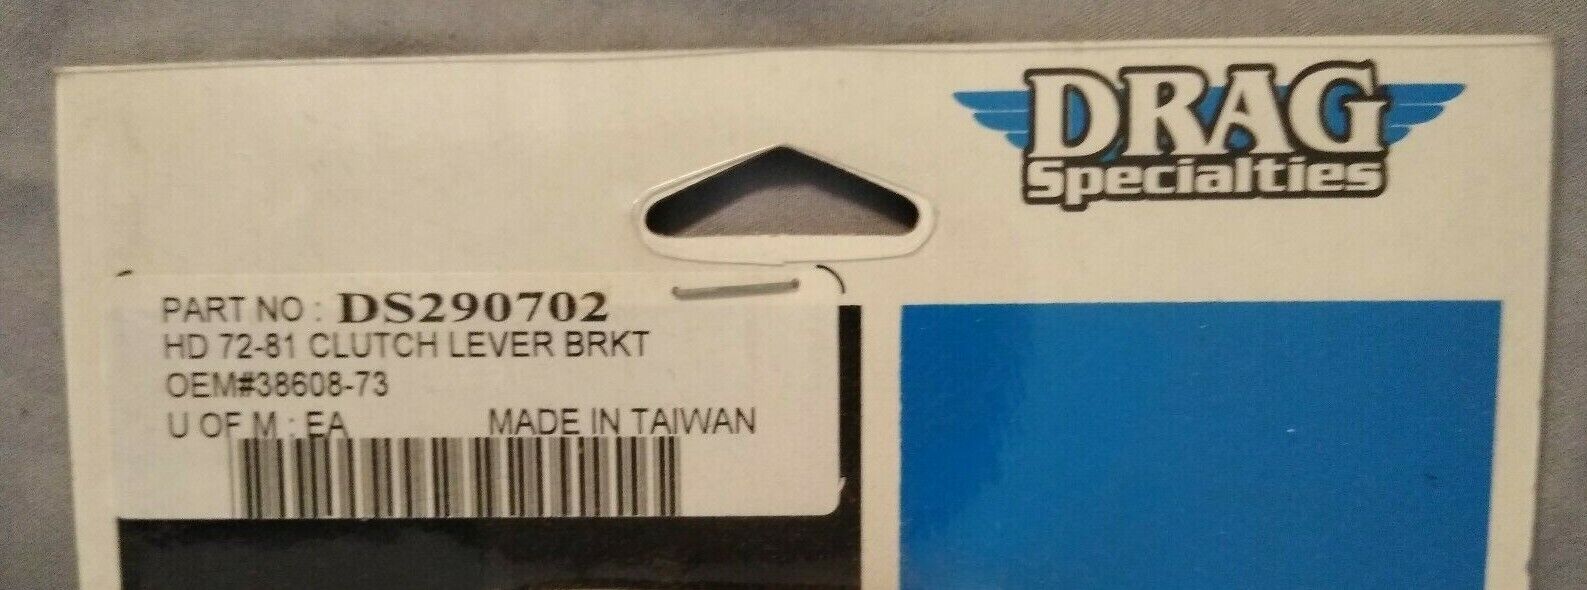 DRAG
Specialties
PART NO : DS290702
HD 72-81 CLUTCH LEVER BRKT
OEM#38608-73
U OF M : EA MADE IN TAIWAN